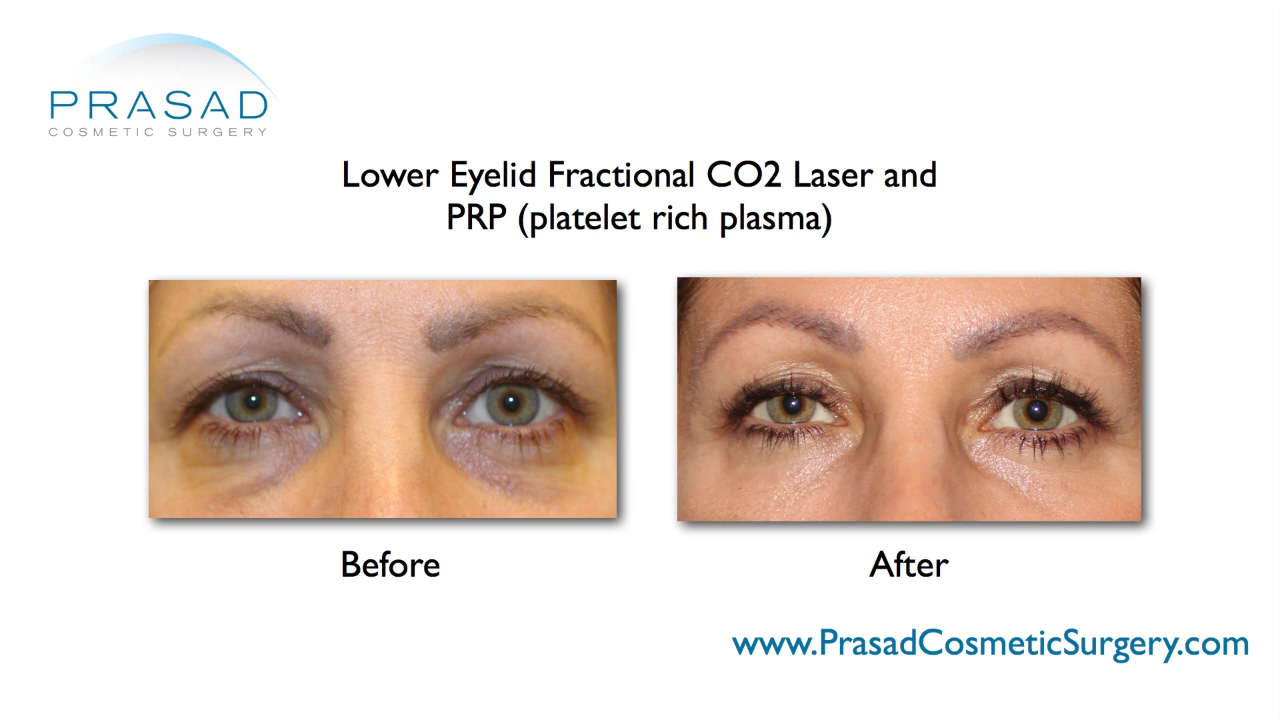 PRASAD
COSMETIC SURGERY
Lower Eyelid Fractional CO2 Laser and
PRP (platelet rich plasma)
Before
After
www.PrasadCosmeticSurgery.com